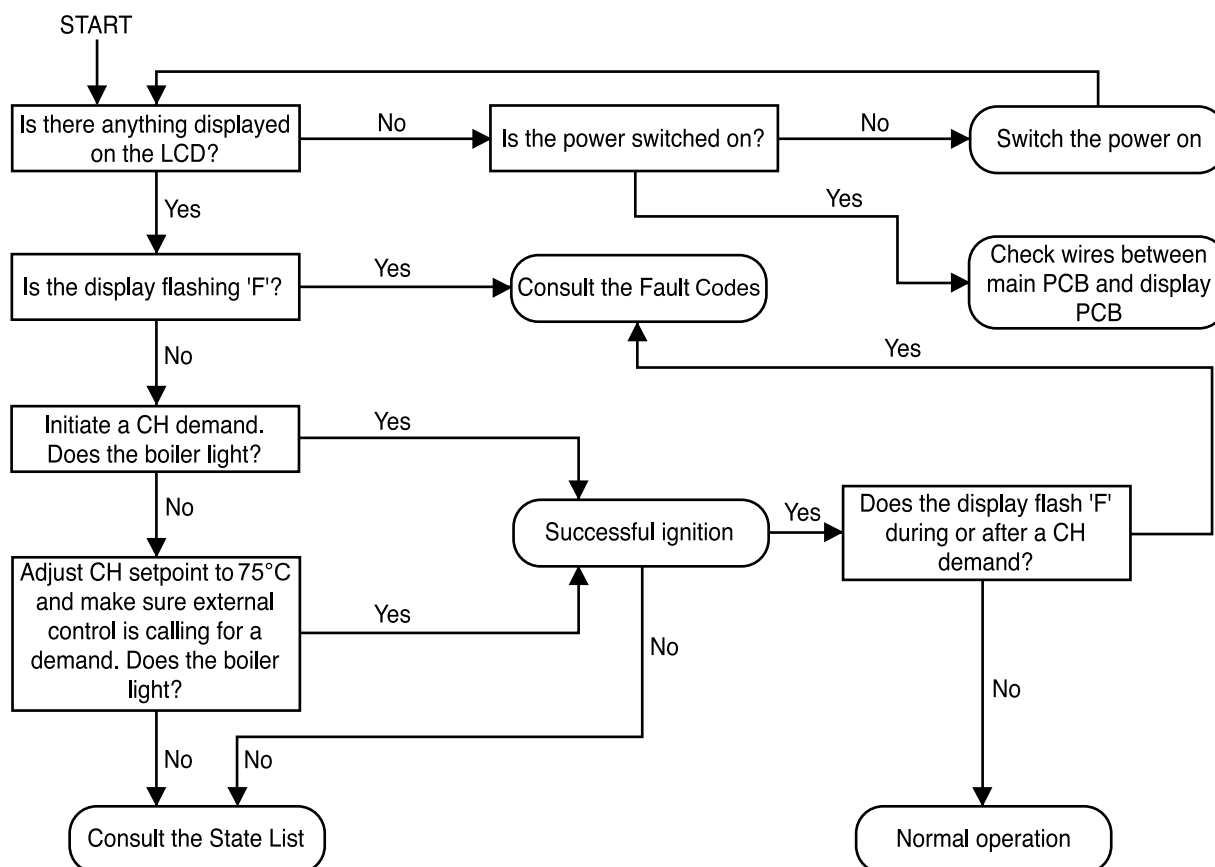 START
Is there anything displayed
on the LCD?
No
Is the power switched on?
No
Switch the power on
Yes
Yes
Check wires between
main PCB and display
PCB
Is the display flashing 'F'?
Yes
Consult the Fault Codes
No
Yes
Initiate a CH demand.
Does the boiler light?
Yes
No
Successful ignition
Yes
Does the display flash 'F'
during or after a CH
demand?
Adjust CH setpoint to 75°C
and make sure external
control is calling for a
demand. Does the boiler
light?
Yes
No
No
No
No
Consult the State List
Normal operation